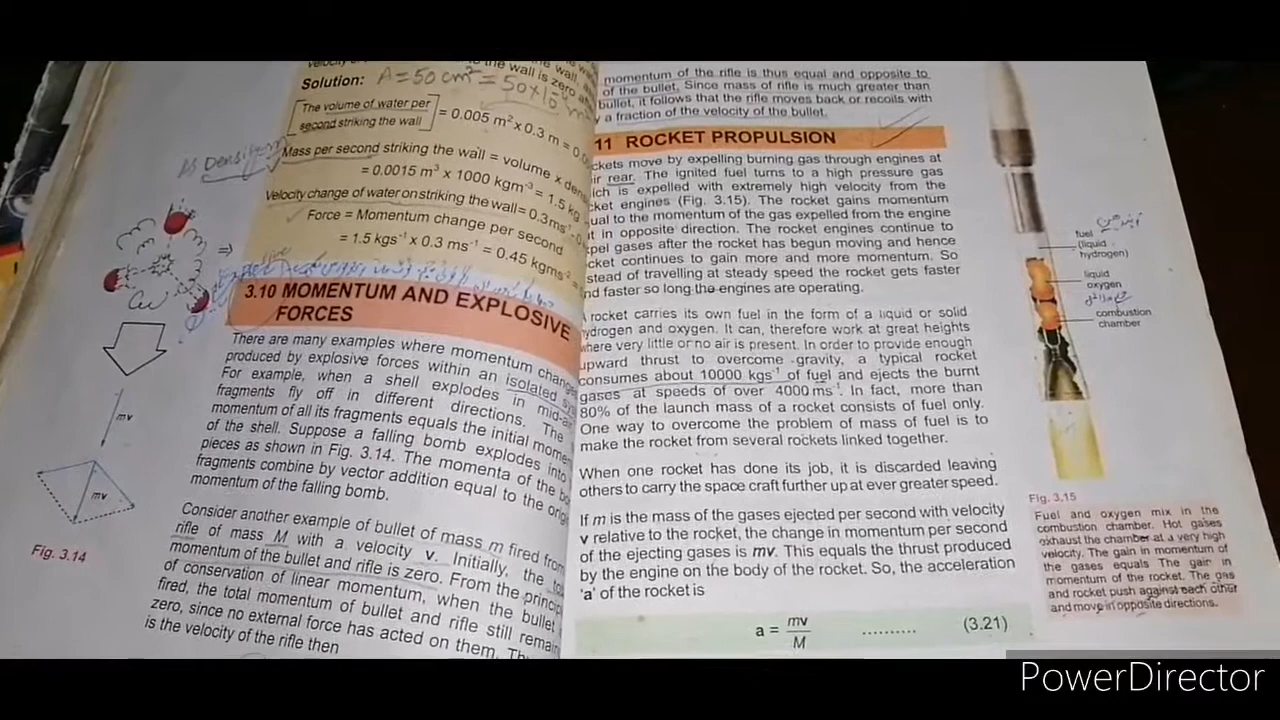 the wall is zero a
Solution: A = 50 cm² = 50×10⁻⁴m²
The volume of water per
second striking the wall = 0.005 m² x 0.3 m = 0.0
Mass per second striking the wall = volume x dens
= 0.0015 m³ x 1000 kgm⁻³ = 1.5 kg
Velocity change of water on striking the wall = 0.3ms⁻¹
Force = Momentum change per second
= 1.5 kgs⁻¹ x 0.3 ms⁻¹ = 0.45 kgms⁻²
3.10 MOMENTUM AND EXPLOSIVE
FORCES
There are many examples where momentum change
produced by explosive forces within an isolated sys
For example, when a shell explodes in mid-ai
fragments fly off in different directions. The
momentum of all its fragments equals the initial mome
of the shell. Suppose a falling bomb explodes into
pieces as shown in Fig. 3.14. The momenta of the bo
fragments combine by vector addition equal to the orig
momentum of the falling bomb.
Consider another example of bullet of mass m fired from
rifle of mass M with a velocity v. Initially, the to
momentum of the bullet and rifle is zero. From the princip
of conservation of linear momentum, when the bullet
fired, the total momentum of bullet and rifle still remain
zero, since no external force has acted on them. Th
is the velocity of the rifle then
mv
mv
Fig. 3.14
momentum of the rifle is thus equal and opposite to
of the bullet. Since mass of rifle is much greater than
bullet, it follows that the rifle moves back or recoils with
a fraction of the velocity of the bullet.
11 ROCKET PROPULSION
ckets move by expelling burning gas through engines at
ir rear. The ignited fuel turns to a high pressure gas
ich is expelled with extremely high velocity from the
cket engines (Fig. 3.15). The rocket gains momentum
ual to the momentum of the gas expelled from the engine
t in opposite direction. The rocket engines continue to
pel gases after the rocket has begun moving and hence
cket continues to gain more and more momentum. So
stead of travelling at steady speed the rocket gets faster
nd faster so long the engines are operating.
rocket carries its own fuel in the form of a liquid or solid
ydrogen and oxygen. It can, therefore work at great heights
where very little or no air is present. In order to provide enough
upward thrust to overcome gravity, a typical rocket
consumes about 10000 kgs⁻¹ of fuel and ejects the burnt
gases at speeds of over 4000 ms⁻¹. In fact, more than
80% of the launch mass of a rocket consists of fuel only.
One way to overcome the problem of mass of fuel is to
make the rocket from several rockets linked together.
When one rocket has done its job, it is discarded leaving
others to carry the space craft further up at ever greater speed.
If m is the mass of the gases ejected per second with velocity
v relative to the rocket, the change in momentum per second
of the ejecting gases is mv. This equals the thrust produced
by the engine on the body of the rocket. So, the acceleration
'a' of the rocket is
a = mv/M .......... (3.21)
fuel
(liquid
hydrogen)
liquid
oxygen
combustion
chamber
Fig. 3.15
Fuel and oxygen mix in the
combustion chamber. Hot gases
exhaust the chamber at a very high
velocity. The gain in momentum of
the gases equals The gain in
momentum of the rocket. The gas
and rocket push against each other
and move in opposite directions.
PowerDirector